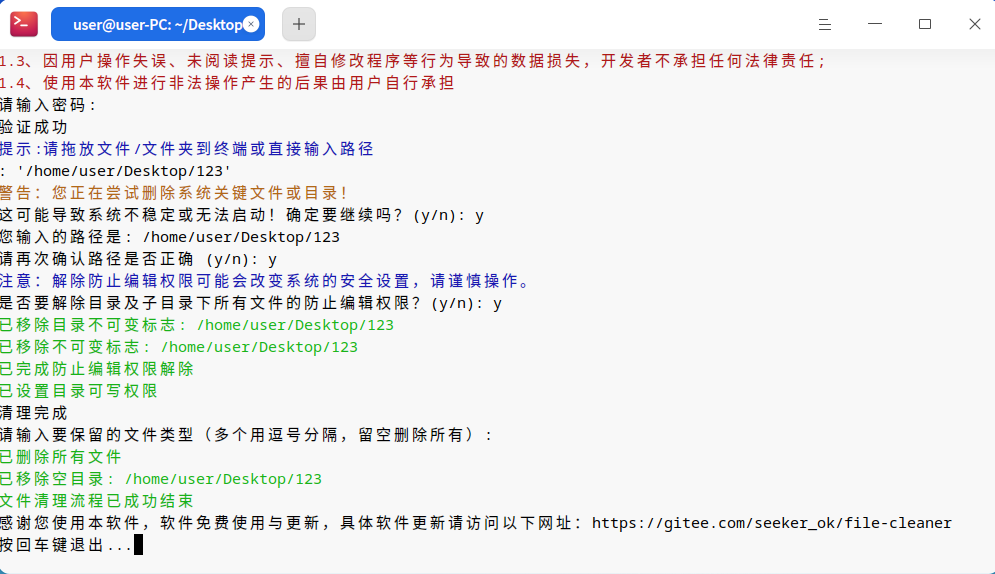 user@user-PC: ~/Desktop
1.3、因用户操作失误、未阅读提示、擅自修改程序等行为导致的数据损失，开发者不承担任何法律责任;
1.4、使用本软件进行非法操作产生的后果由用户自行承担
请输入密码:
验证成功
提示:请拖放文件/文件夹到终端或直接输入路径
: '/home/user/Desktop/123'
警告: 您正在尝试删除系统关键文件或目录!
这可能导致系统不稳定或无法启动! 确定要继续吗? (y/n): y
您输入的路径是: /home/user/Desktop/123
请再次确认路径是否正确 (y/n): y
注意: 解除防止编辑权限可能会改变系统的安全设置，请谨慎操作。
是否要解除目录及子目录下所有文件的防止编辑权限? (y/n): y
已移除目录不可变标志: /home/user/Desktop/123
已移除不可变标志: /home/user/Desktop/123
已完成防止编辑权限解除
已设置目录可写权限
清理完成
请输入要保留的文件类型（多个用逗号分隔，留空删除所有）:
已删除所有文件
已移除空目录: /home/user/Desktop/123
文件清理流程已成功结束
感谢您使用本软件，软件免费使用与更新，具体软件更新请访问以下网址: https://gitee.com/seeker_ok/file-cleaner
按回车键退出...